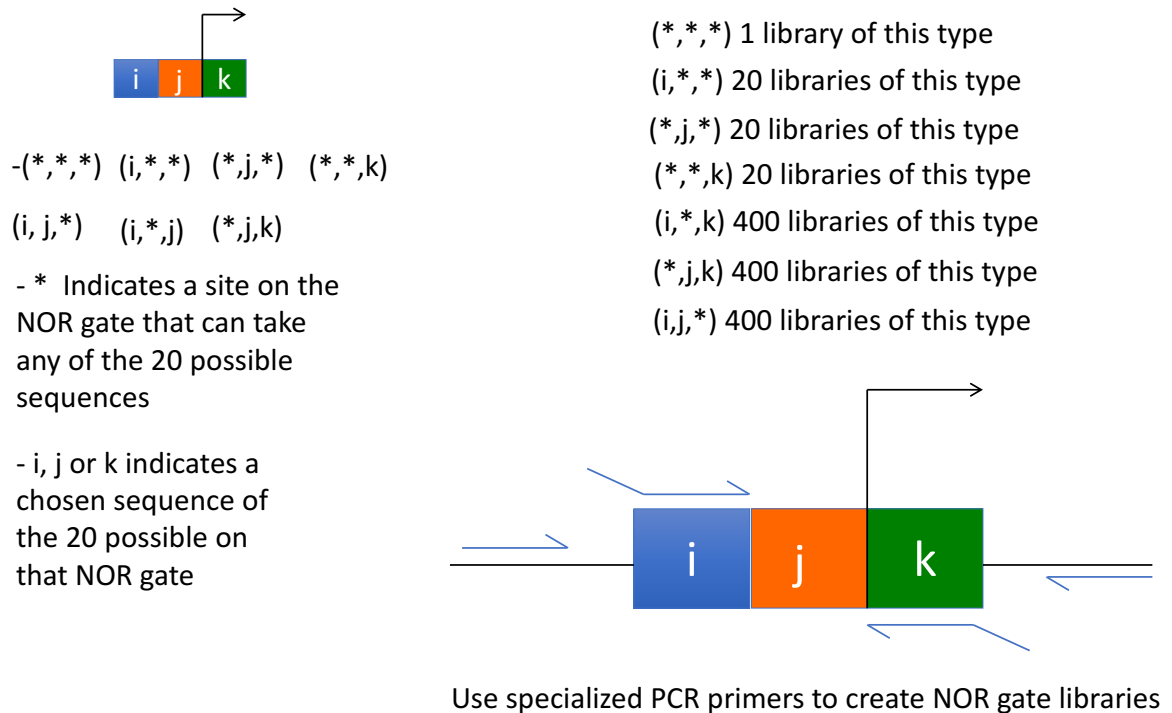 i j k
-(*,*,*) (i,*,*) (*,j,*) (*,*,k)
(i, j,*) (i,*,j) (*,j,k)
- * Indicates a site on the
NOR gate that can take
any of the 20 possible
sequences
- i, j or k indicates a
chosen sequence of
the 20 possible on
that NOR gate
(*,*,*) 1 library of this type
(i,*,*) 20 libraries of this type
(*,j,*) 20 libraries of this type
(*,*,k) 20 libraries of this type
(i,*,k) 400 libraries of this type
(*,j,k) 400 libraries of this type
(i,j,*) 400 libraries of this type
i j k
Use specialized PCR primers to create NOR gate libraries